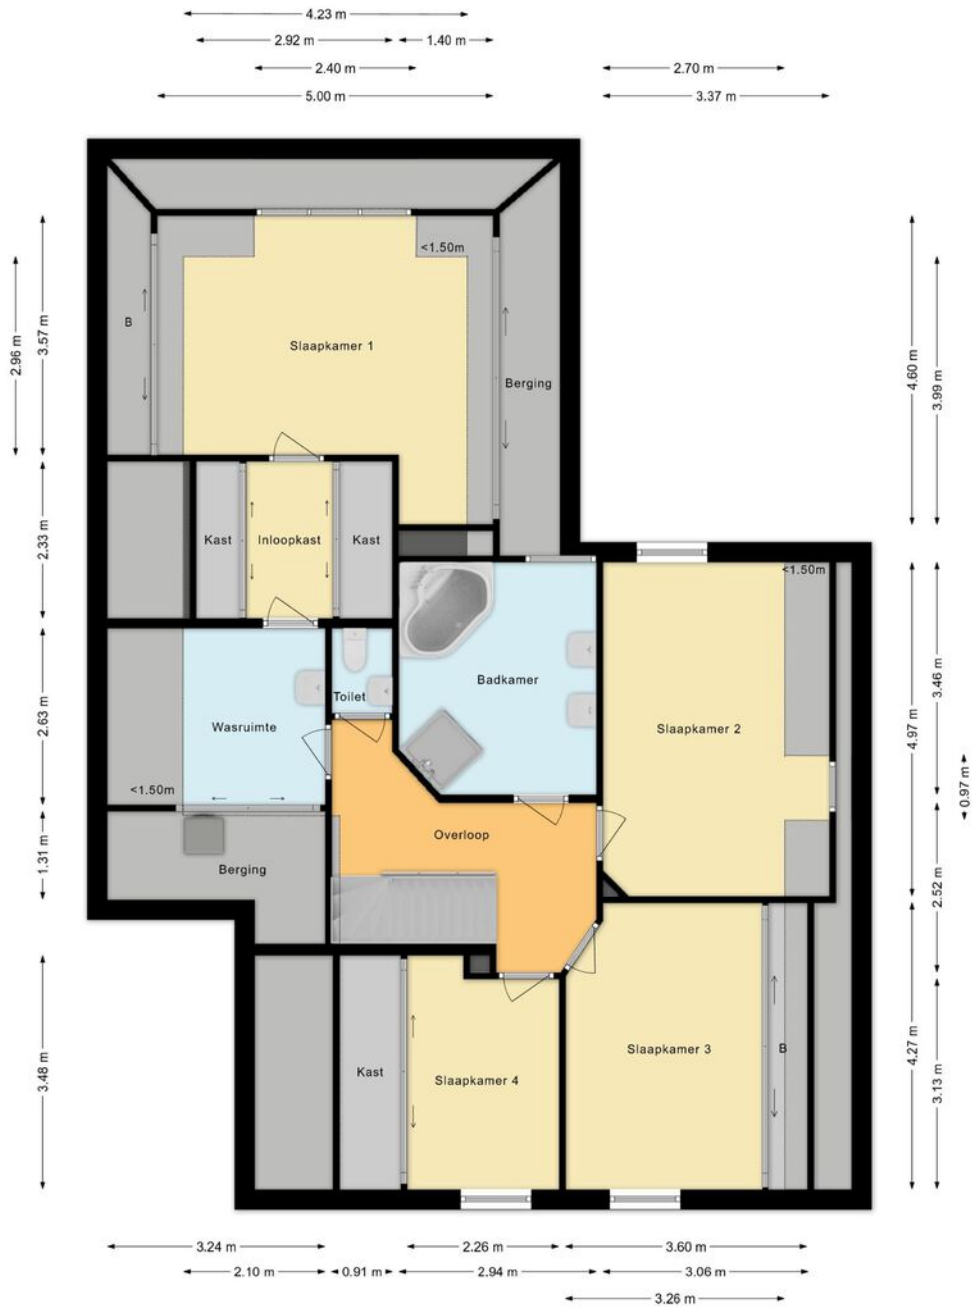 4.23 m
2.92 m
1.40 m
2.40 m
2.70 m
5.00 m
3.37 m
<1.50m
B
Slaapkamer 1
Berging
2.96 m
3.57 m
4.60 m
3.99 m
Kast
Inloopkast
Kast
2.33 m
<1.50m
Badkamer
Toilet
Wasruimte
Slaapkamer 2
2.63 m
3.46 m
4.97 m
0.97 m
<1.50m
Overloop
Berging
1.31 m
2.52 m
Slaapkamer 3
B
Kast
Slaapkamer 4
3.48 m
4.27 m
3.13 m
3.24 m
2.26 m
3.60 m
2.10 m
0.91 m
2.94 m
3.06 m
3.26 m